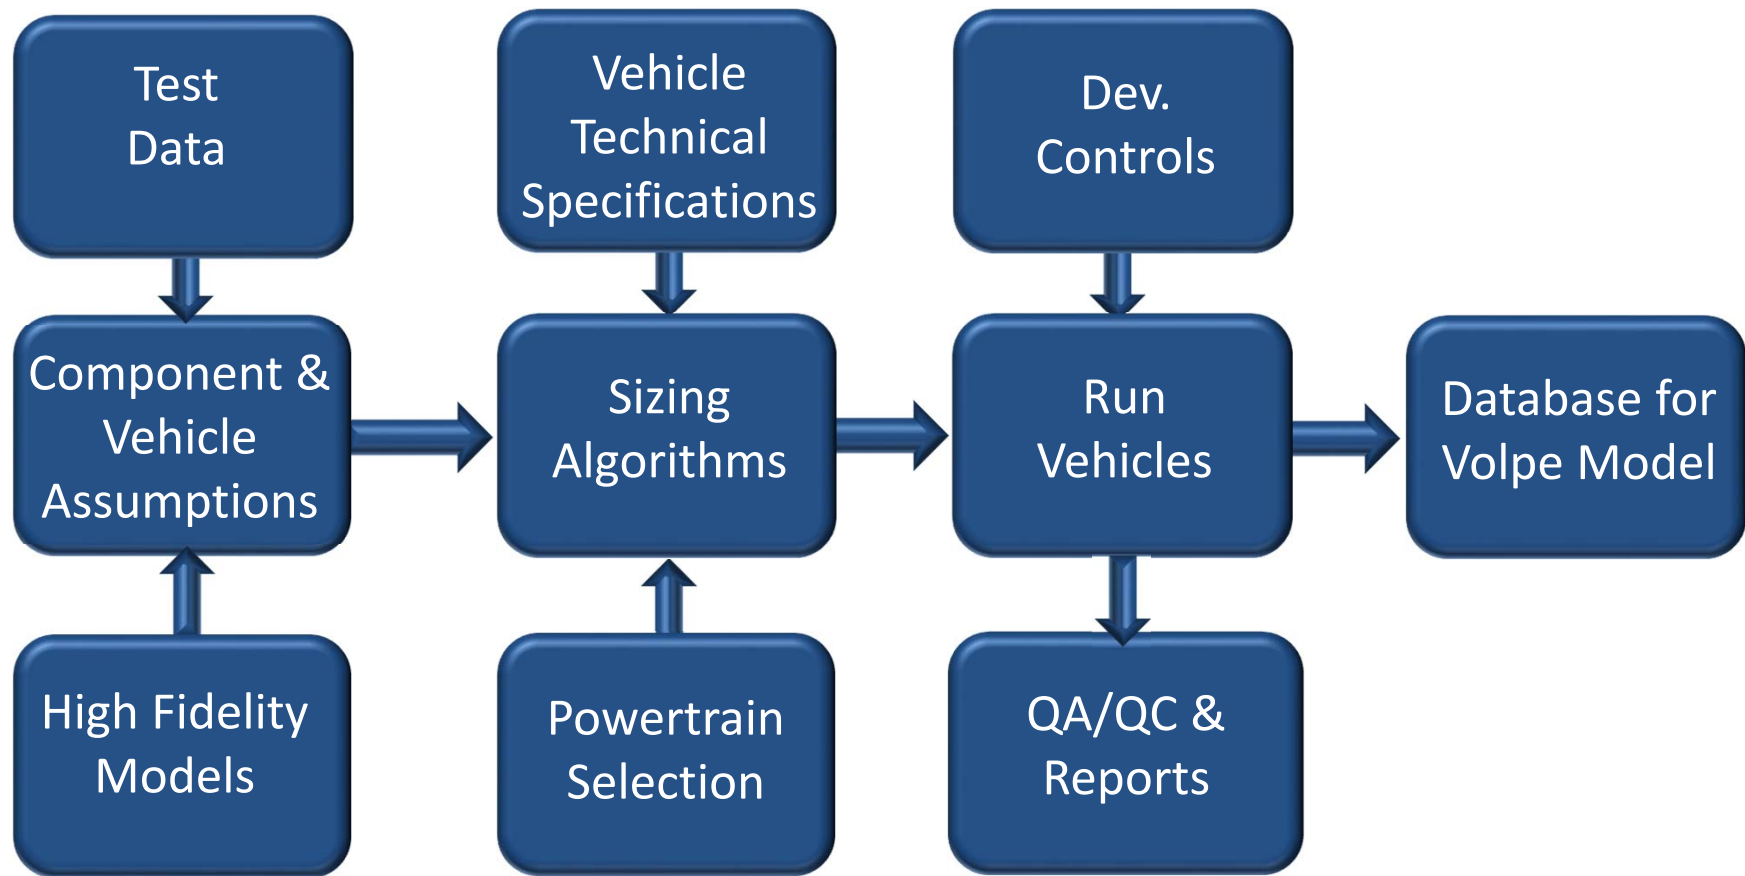 Test
Data
Vehicle
Technical
Specifications
Dev.
Controls
Component &
Vehicle
Assumptions
Sizing
Algorithms
Run
Vehicles
Database for
Volpe Model
High Fidelity
Models
Powertrain
Selection
QA/QC &
Reports